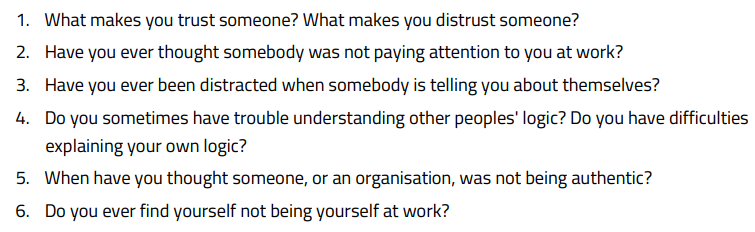 1. What makes you trust someone? What makes you distrust someone?
2. Have you ever thought somebody was not paying attention to you at work?
3. Have you ever been distracted when somebody is telling you about themselves?
4. Do you sometimes have trouble understanding other peoples' logic? Do you have difficulties
explaining your own logic?
5. When have you thought someone, or an organisation, was not being authentic?
6. Do you ever find yourself not being yourself at work?